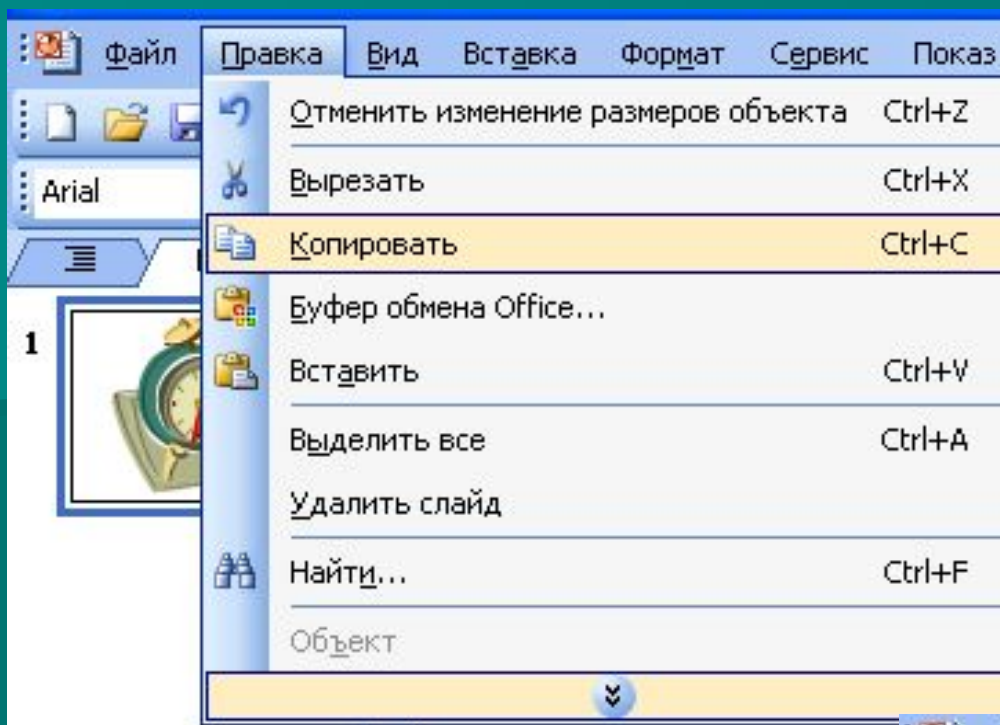 Файл Правка Вид Вставка Формат Сервис Показ
Отменить изменение размеров объекта Ctrl+Z
Arial
Вырезать Ctrl+X
Копировать Ctrl+C
Буфер обмена Office...
1
Вставить Ctrl+V
Выделить все Ctrl+A
Удалить слайд
Найти... Ctrl+F
Объект